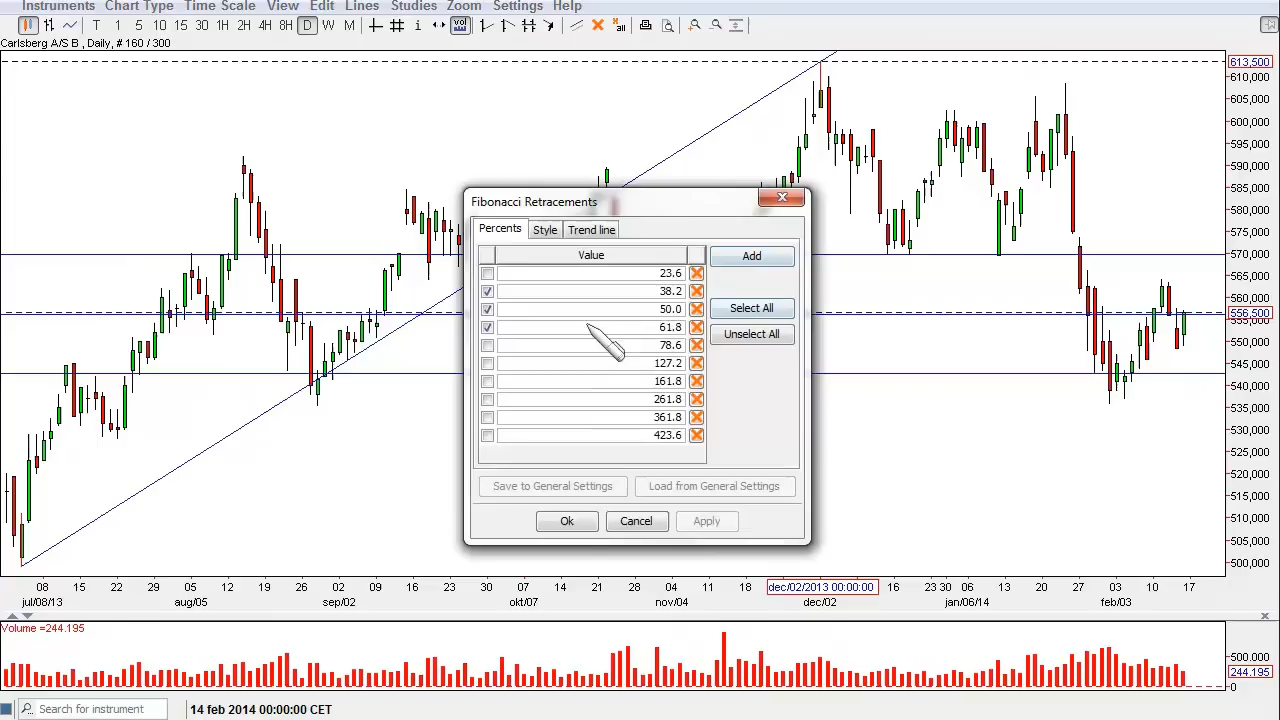 Instruments Chart Type Time Scale View Edit Lines Studies Zoom Settings Help
T 1 5 10 15 30 1H 2H 4H 8H D W M i VOL all
Carlsberg A/S B , Daily, # 160 / 300
613,500
610,000
605,000
600,000
595,000
590,000
585,000
580,000
575,000
570,000
565,000
560,000
556,500
550,000
545,000
540,000
535,000
530,000
525,000
520,000
515,000
510,000
505,000
500,000
Fibonacci Retracements
Percents Style Trend line
Value
Add
23.6
38.2
50.0
Select All
61.8
Unselect All
78.6
127.2
161.8
261.8
361.8
423.6
Save to General Settings Load from General Settings
Ok Cancel Apply
08 15 22 29 05 12 19 26 02 09 16 23 30 07 14 21 28 04 11 18 dec/02/2013 00:00:00 16 23 30 06 13 20 27 03 10 17
jul/08/13 aug/05 sep/02 okt/07 nov/04 dec/02 jan/06/14 feb/03
Volume =244.195
500.000
244.195
0
Search for instrument 14 feb 2014 00:00:00 CET